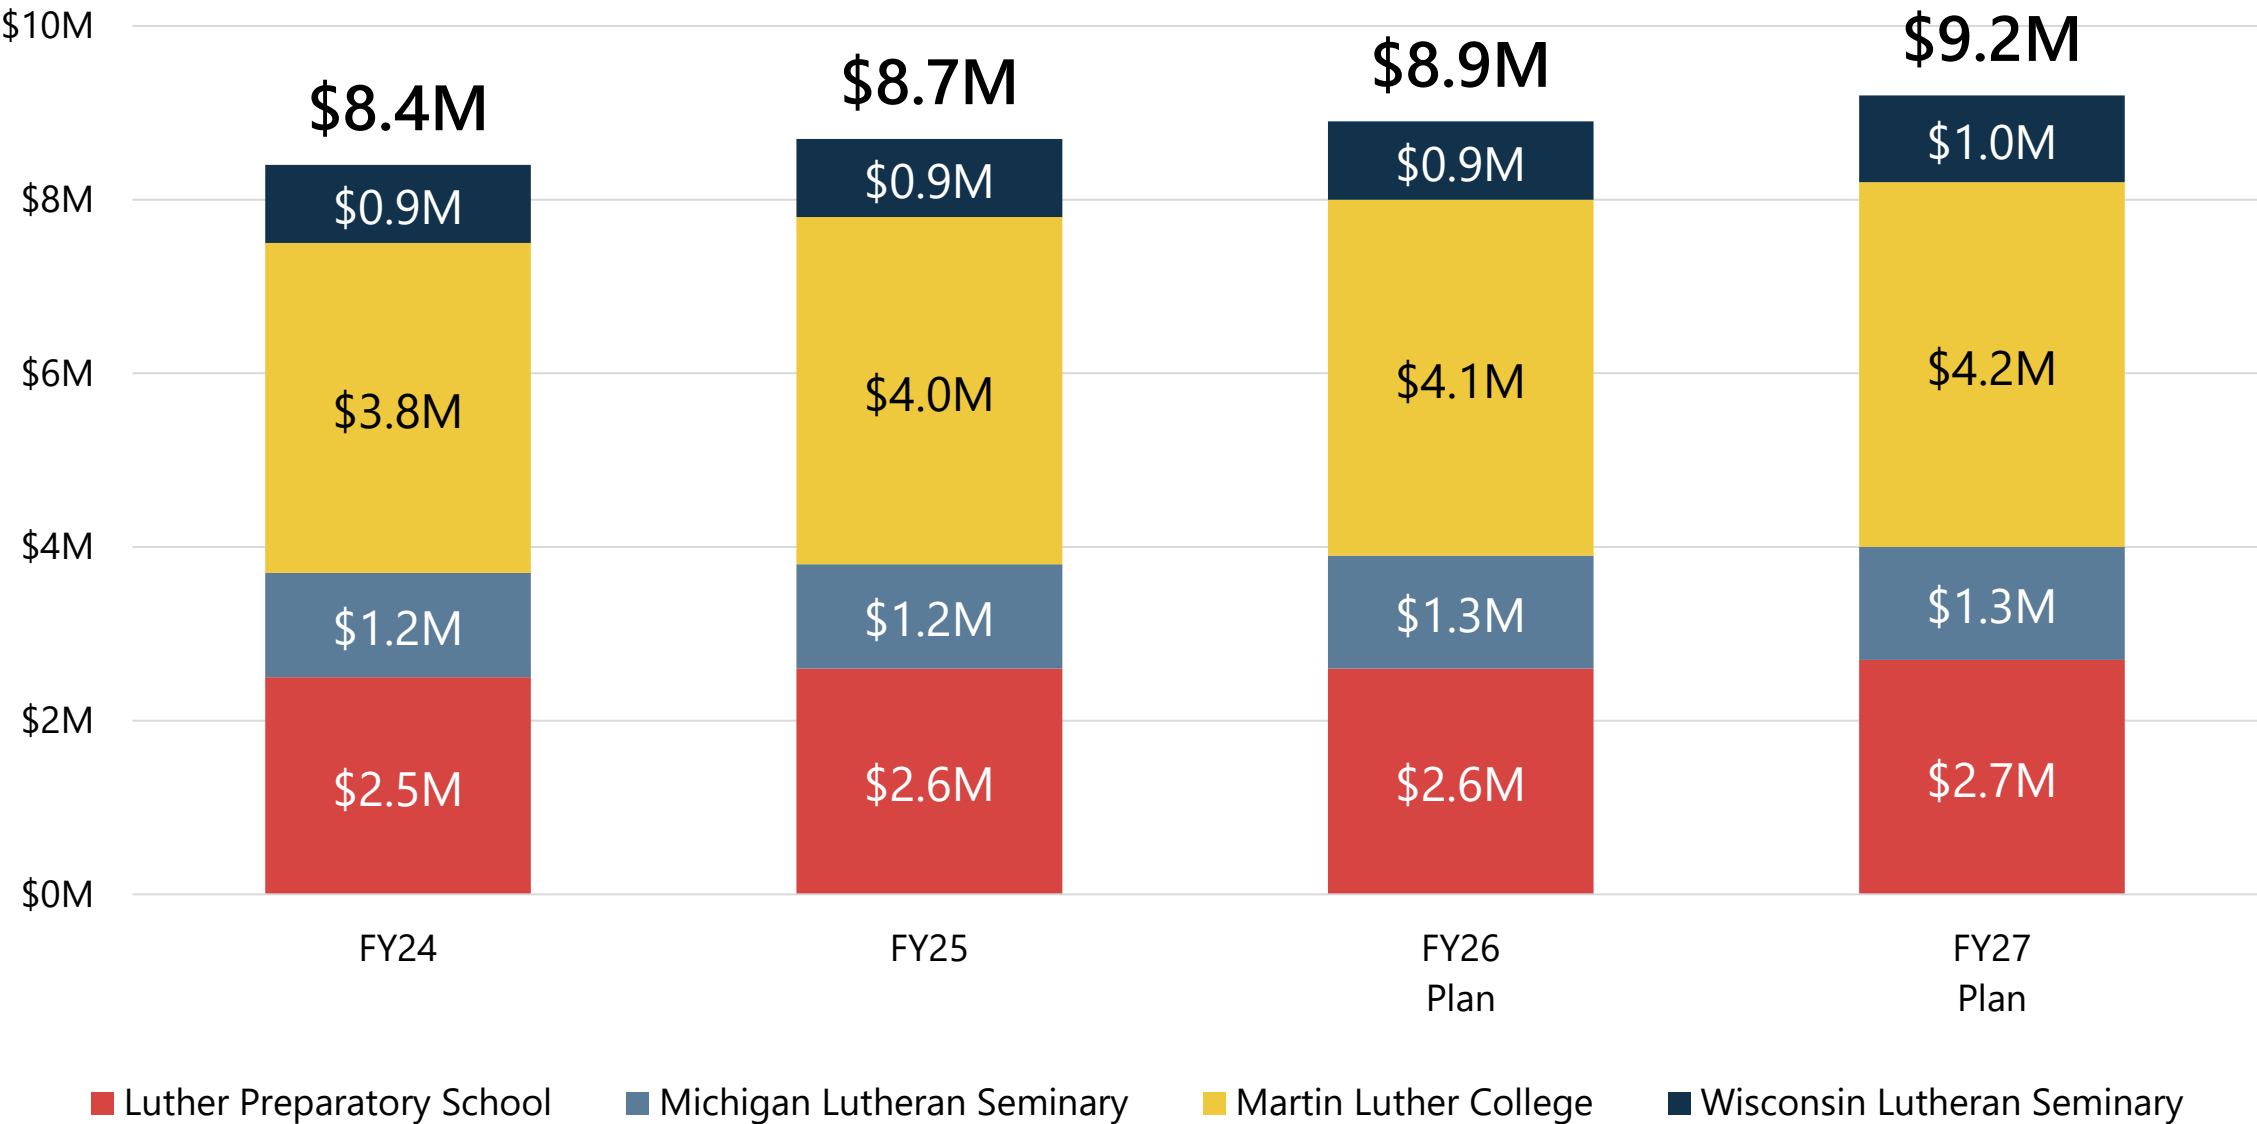 $10M
$8M
$6M
$4M
$2M
$0M
$8.4M
$0.9M
$3.8M
$1.2M
$2.5M
$8.7M
$0.9M
$4.0M
$1.2M
$2.6M
$8.9M
$0.9M
$4.1M
$1.3M
$2.6M
$9.2M
$1.0M
$4.2M
$1.3M
$2.7M
FY24
FY25
FY26
Plan
FY27
Plan
Luther Preparatory School
Michigan Lutheran Seminary
Martin Luther College
Wisconsin Lutheran Seminary